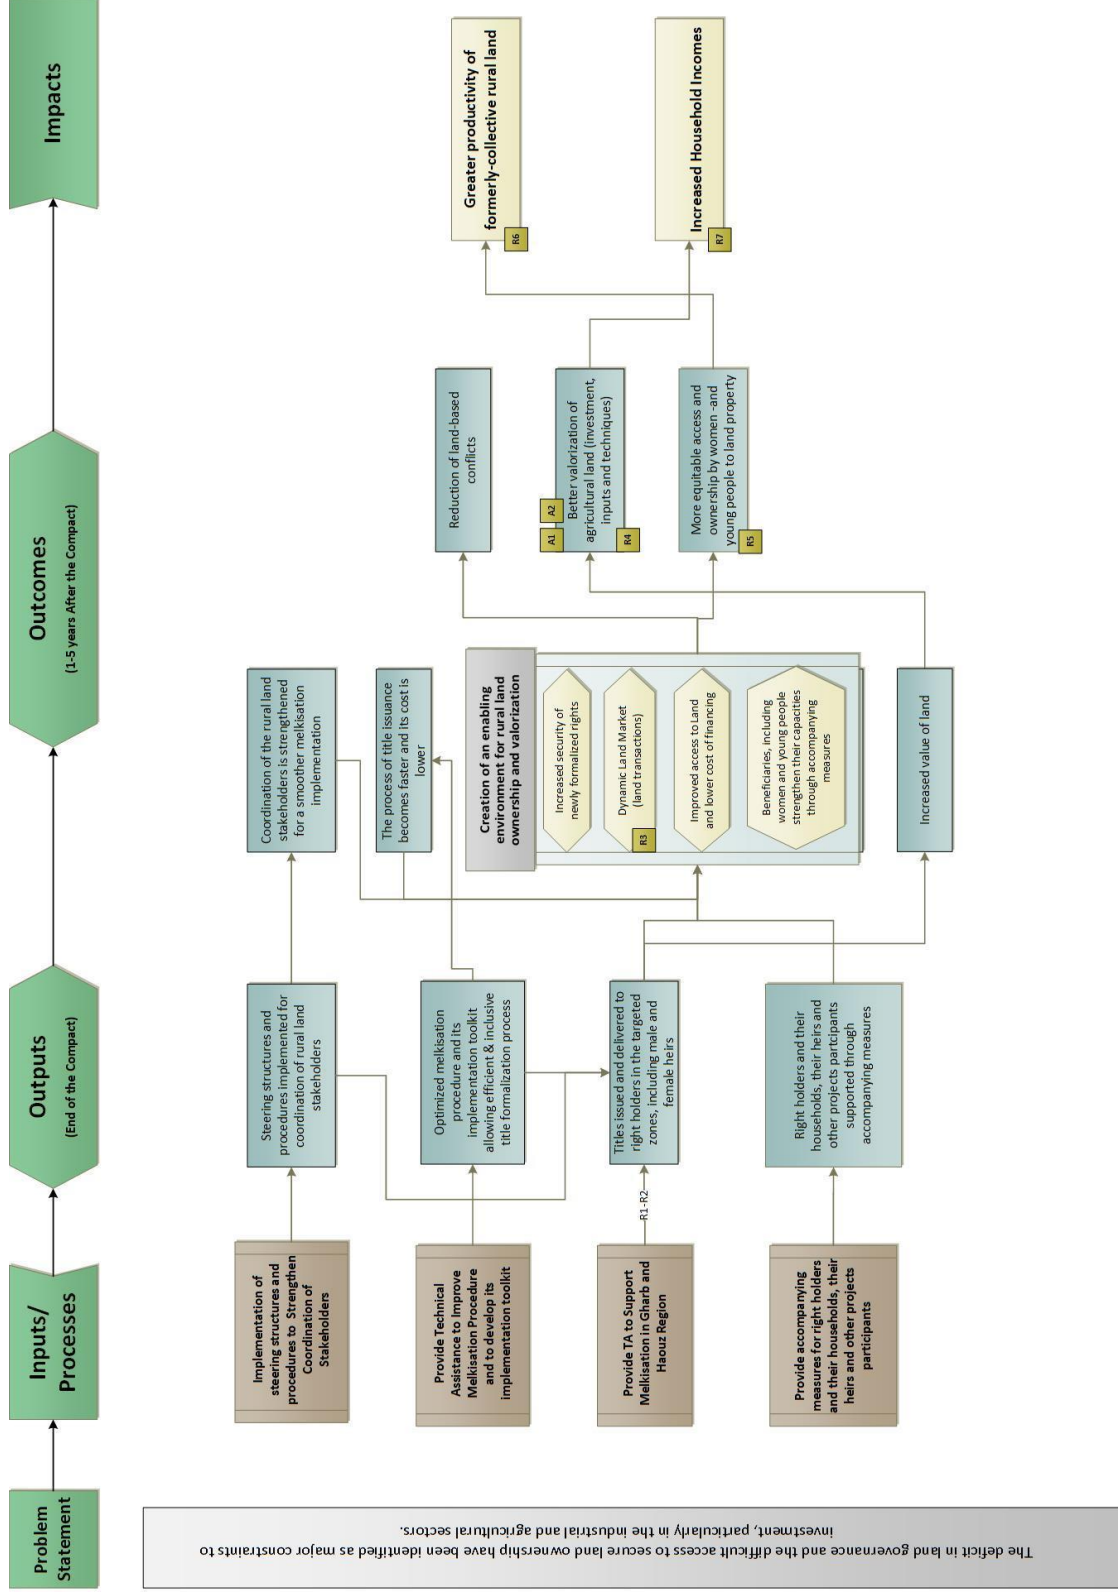 Problem
Statement
Inputs/
Processes
Outputs
(End of the Compact)
Outcomes
(1-5 years After the Compact)
Impacts
The deficit in land governance and the difficult access to secure land ownership have been identified as major constraints to
investment, particularly in the industrial and agricultural sectors.
Implementation of
steering structures and
procedures to Strengthen
Coordination of
Stakeholders
Provide Technical
Assistance to Improve
Melkisation Procedure
and to develop its
implementation toolkit
Provide TA to Support
Melkisation in Gharb and
Haouz Region
Provide accompanying
measures for right holders
and their households, their
heirs and other projects
participants
R1-R2
Steering structures and
procedures implemented for
coordination of rural land
stakeholders
Optimized melkisation
procedure and its
implementation toolkit
allowing efficient & inclusive
title formalization process
Titles issued and delivered to
right holders in the targeted
zones, including male and
female heirs
Right holders and their
households, their heirs and
other projects partcipants
supported through
accompanying measures
Coordination of the rural land
stakeholders is strengthened
for a smoother melkisation
implementation
The process of title issuance
becomes faster and its cost is
lower
Creation of an enabling
environment for rural land
ownership and valorization
Increased security of
newly formalized rights
Dynamic Land Market
(land transactions)
R3
Improved access to Land
and lower cost of financing
Beneficiaries, including
women and young people
strengthen their capacities
through accompanying
measures
Increased value of land
Reduction of land-based
conflicts
A1
A2
Better valorization of
agricultural land (investment,
inputs and techniques)
R4
More equitable access and
ownership by women -and
young people to land property
R5
Greater productivity of
formerly-collective rural land
R6
Increased Household Incomes
R7